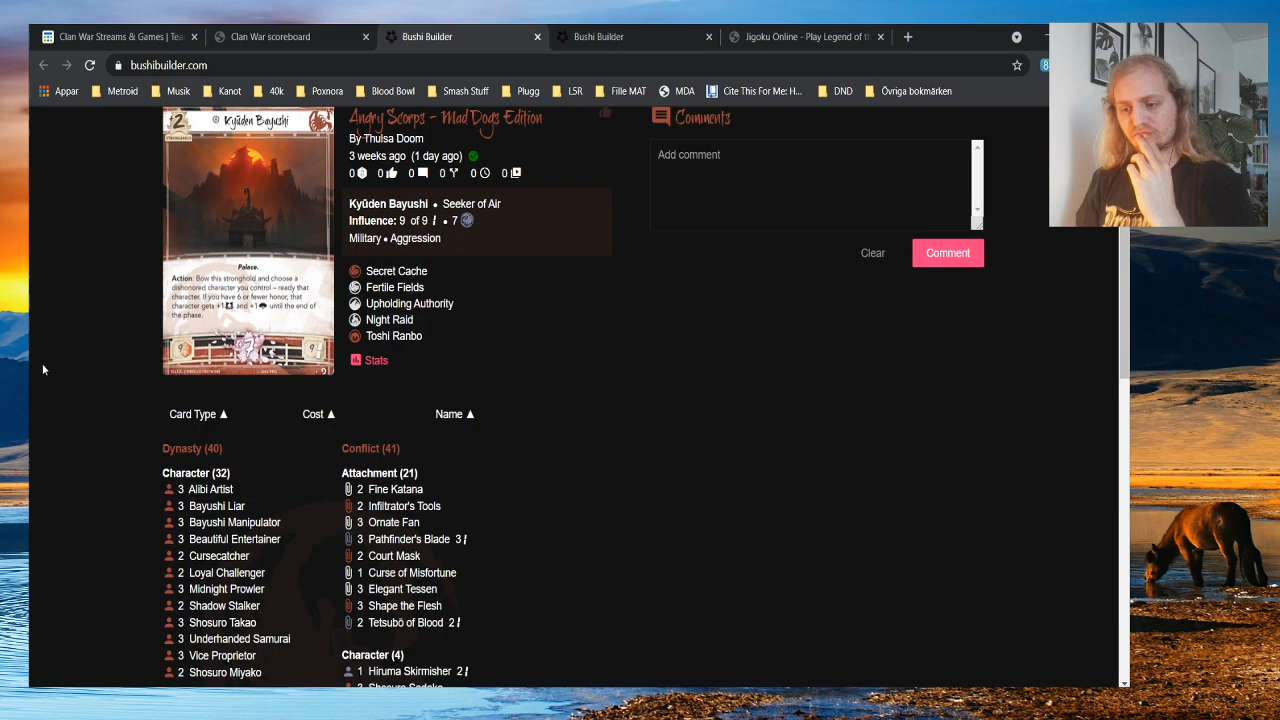 Clan War Streams & Games | Tea
Clan War scoreboard
Bushi Builder
Bushi Builder
Jigoku Online - Play Legend of th
bushibuilder.com
Appar
Metroid
Musik
Kanot
40k
Poxnora
Blood Bowl
Smash Stuff
Plugg
LSR
Fille MAT
MDA
Cite This For Me: H...
DND
Övriga bokmärken
2
STRONGHOLD
Kyūden Bayushi
Palace.
Action: Bow this stronghold and choose a
dishonored character you control – ready that
character. If you have 6 or fewer honor, that
character gets +1 and +1 until the end of
the phase.
9 7 9
Angry Scorps – Mad Dogs Edition
By Thulsa Doom
3 weeks ago (1 day ago)
0 0 0 0 0 0
Kyūden Bayushi • Seeker of Air
Influence: 9 of 9 • 7
Military • Aggression
Secret Cache
Fertile Fields
Upholding Authority
Night Raid
Toshi Ranbo
Stats
Comments
Add comment
Clear
Comment
Card Type ▲ Cost ▲ Name ▲
Dynasty (40)
Character (32)
3 Alibi Artist
3 Bayushi Liar
3 Bayushi Manipulator
3 Beautiful Entertainer
2 Cursecatcher
2 Loyal Challenger
3 Midnight Prowler
2 Shadow Stalker
3 Shosuro Takao
3 Underhanded Samurai
3 Vice Proprietor
2 Shosuro Miyako
Conflict (41)
Attachment (21)
2 Fine Katana
2 Infiltrator's Tools
3 Ornate Fan
3 Pathfinder's Blade 3
2 Court Mask
1 Curse of Misfortune
3 Elegant Tessen
3 Shape the Flesh
2 Tetsubō of Blood 2
Character (4)
1 Hiruma Skirmisher 2